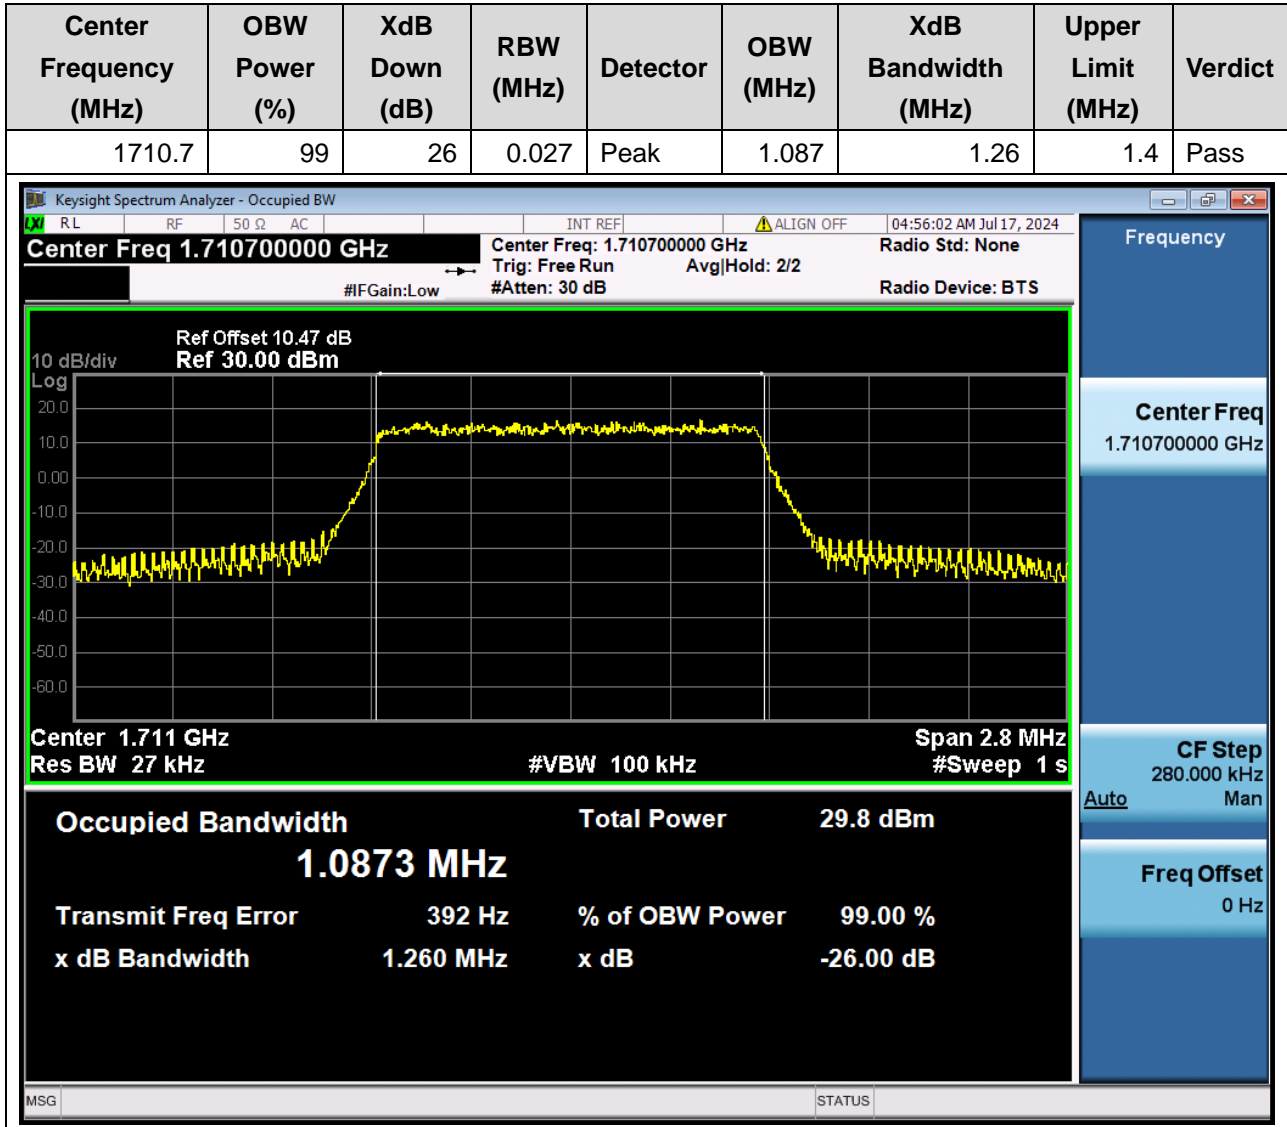 Center Frequency (MHz) OBW Power (%) XdB Down (dB) RBW (MHz) Detector OBW (MHz) XdB Bandwidth (MHz) Upper Limit (MHz) Verdict
1710.7 99 26 0.027 Peak 1.087 1.26 1.4 Pass
Keysight Spectrum Analyzer - Occupied BW
LXI RL RF 50 Ω AC INT REF ALIGN OFF 04:56:02 AM Jul 17, 2024
Center Freq 1.710700000 GHz Center Freq: 1.710700000 GHz Radio Std: None
Trig: Free Run Avg|Hold: 2/2
#IFGain:Low #Atten: 30 dB Radio Device: BTS
Frequency
Ref Offset 10.47 dB
10 dB/div Ref 30.00 dBm
Log
20.0
10.0
0.00
-10.0
-20.0
-30.0
-40.0
-50.0
-60.0
Center 1.711 GHz Span 2.8 MHz
Res BW 27 kHz #VBW 100 kHz #Sweep 1 s
Center Freq
1.710700000 GHz
CF Step
280.000 kHz
Auto Man
Freq Offset
0 Hz
Occupied Bandwidth Total Power 29.8 dBm
1.0873 MHz
Transmit Freq Error 392 Hz % of OBW Power 99.00 %
x dB Bandwidth 1.260 MHz x dB -26.00 dB
MSG STATUS